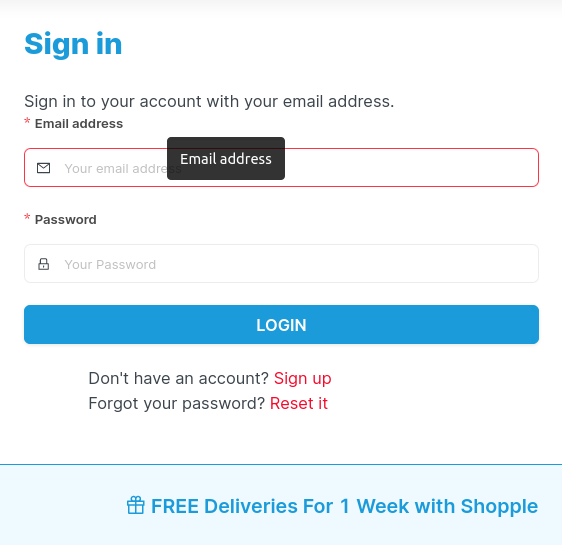 Sign in
Sign in to your account with your email address.
* Email address
Your email address
Email address
* Password
Your Password
LOGIN
Don't have an account? Sign up
Forgot your password? Reset it
FREE Deliveries For 1 Week with Shopple